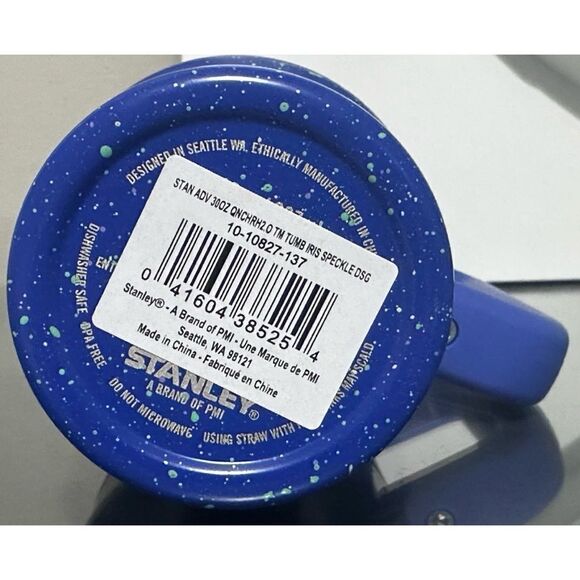 DESIGNED IN SEATTLE WA. ETHICALLY MANUFACTURED IN
STAN ADV 30OZ QNCHRH2.O TM TUMB IRIS SPECKLE DSG
10-10827-137
0 41604 38525 4
Stanley® - A Brand of PMI - Une Marque de PMI
Seattle, WA 98121
Made in China - Fabriqué en Chine
STANLEY®
A BRAND OF PMI
DISHWASHER SAFE. BPA FREE.
DO NOT MICROWAVE. USING STRAW WITH
MAY SCALD.